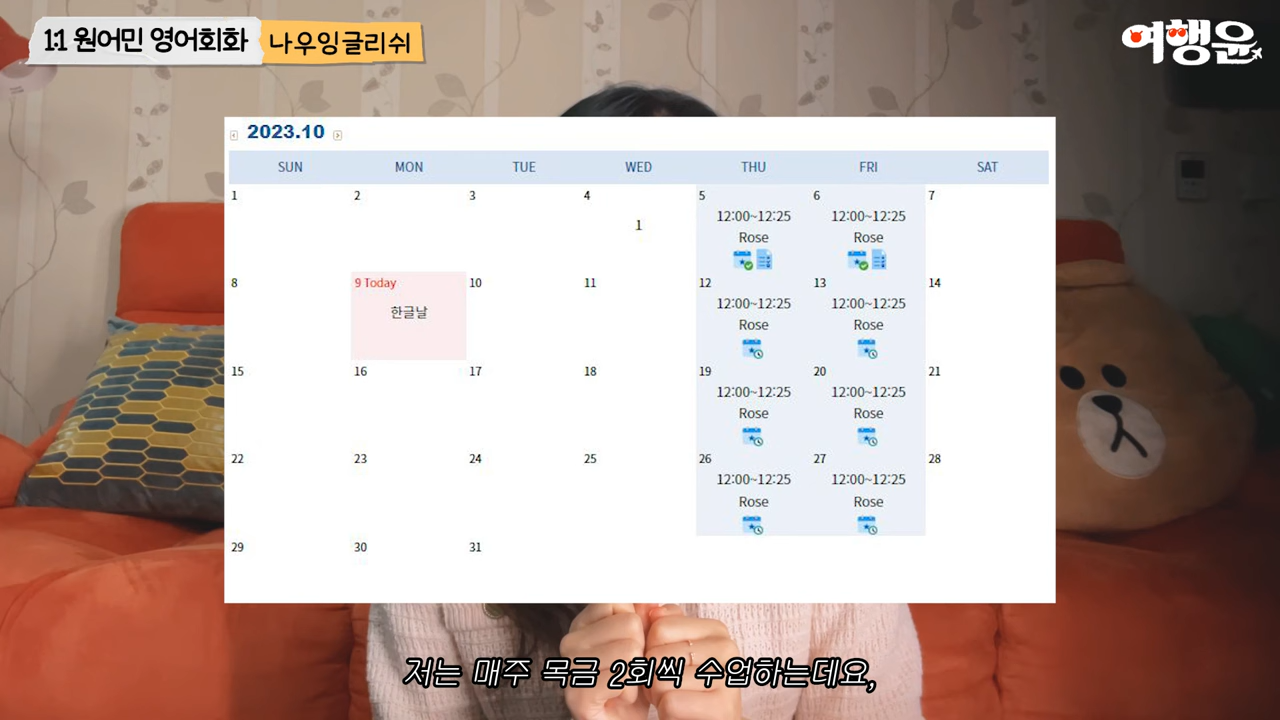 1:1 원어민 영어회화 나우잉글리쉬
여행윤
2023.10
SUN MON TUE WED THU FRI SAT
1 2 3 4 5 6 7
1
12:00~12:25 12:00~12:25
Rose Rose
8 9 Today 10 11 12 13 14
한글날
12:00~12:25 12:00~12:25
Rose Rose
15 16 17 18 19 20 21
12:00~12:25 12:00~12:25
Rose Rose
22 23 24 25 26 27 28
12:00~12:25 12:00~12:25
Rose Rose
29 30 31
저는 매주 목금 2회씩 수업하는데요,